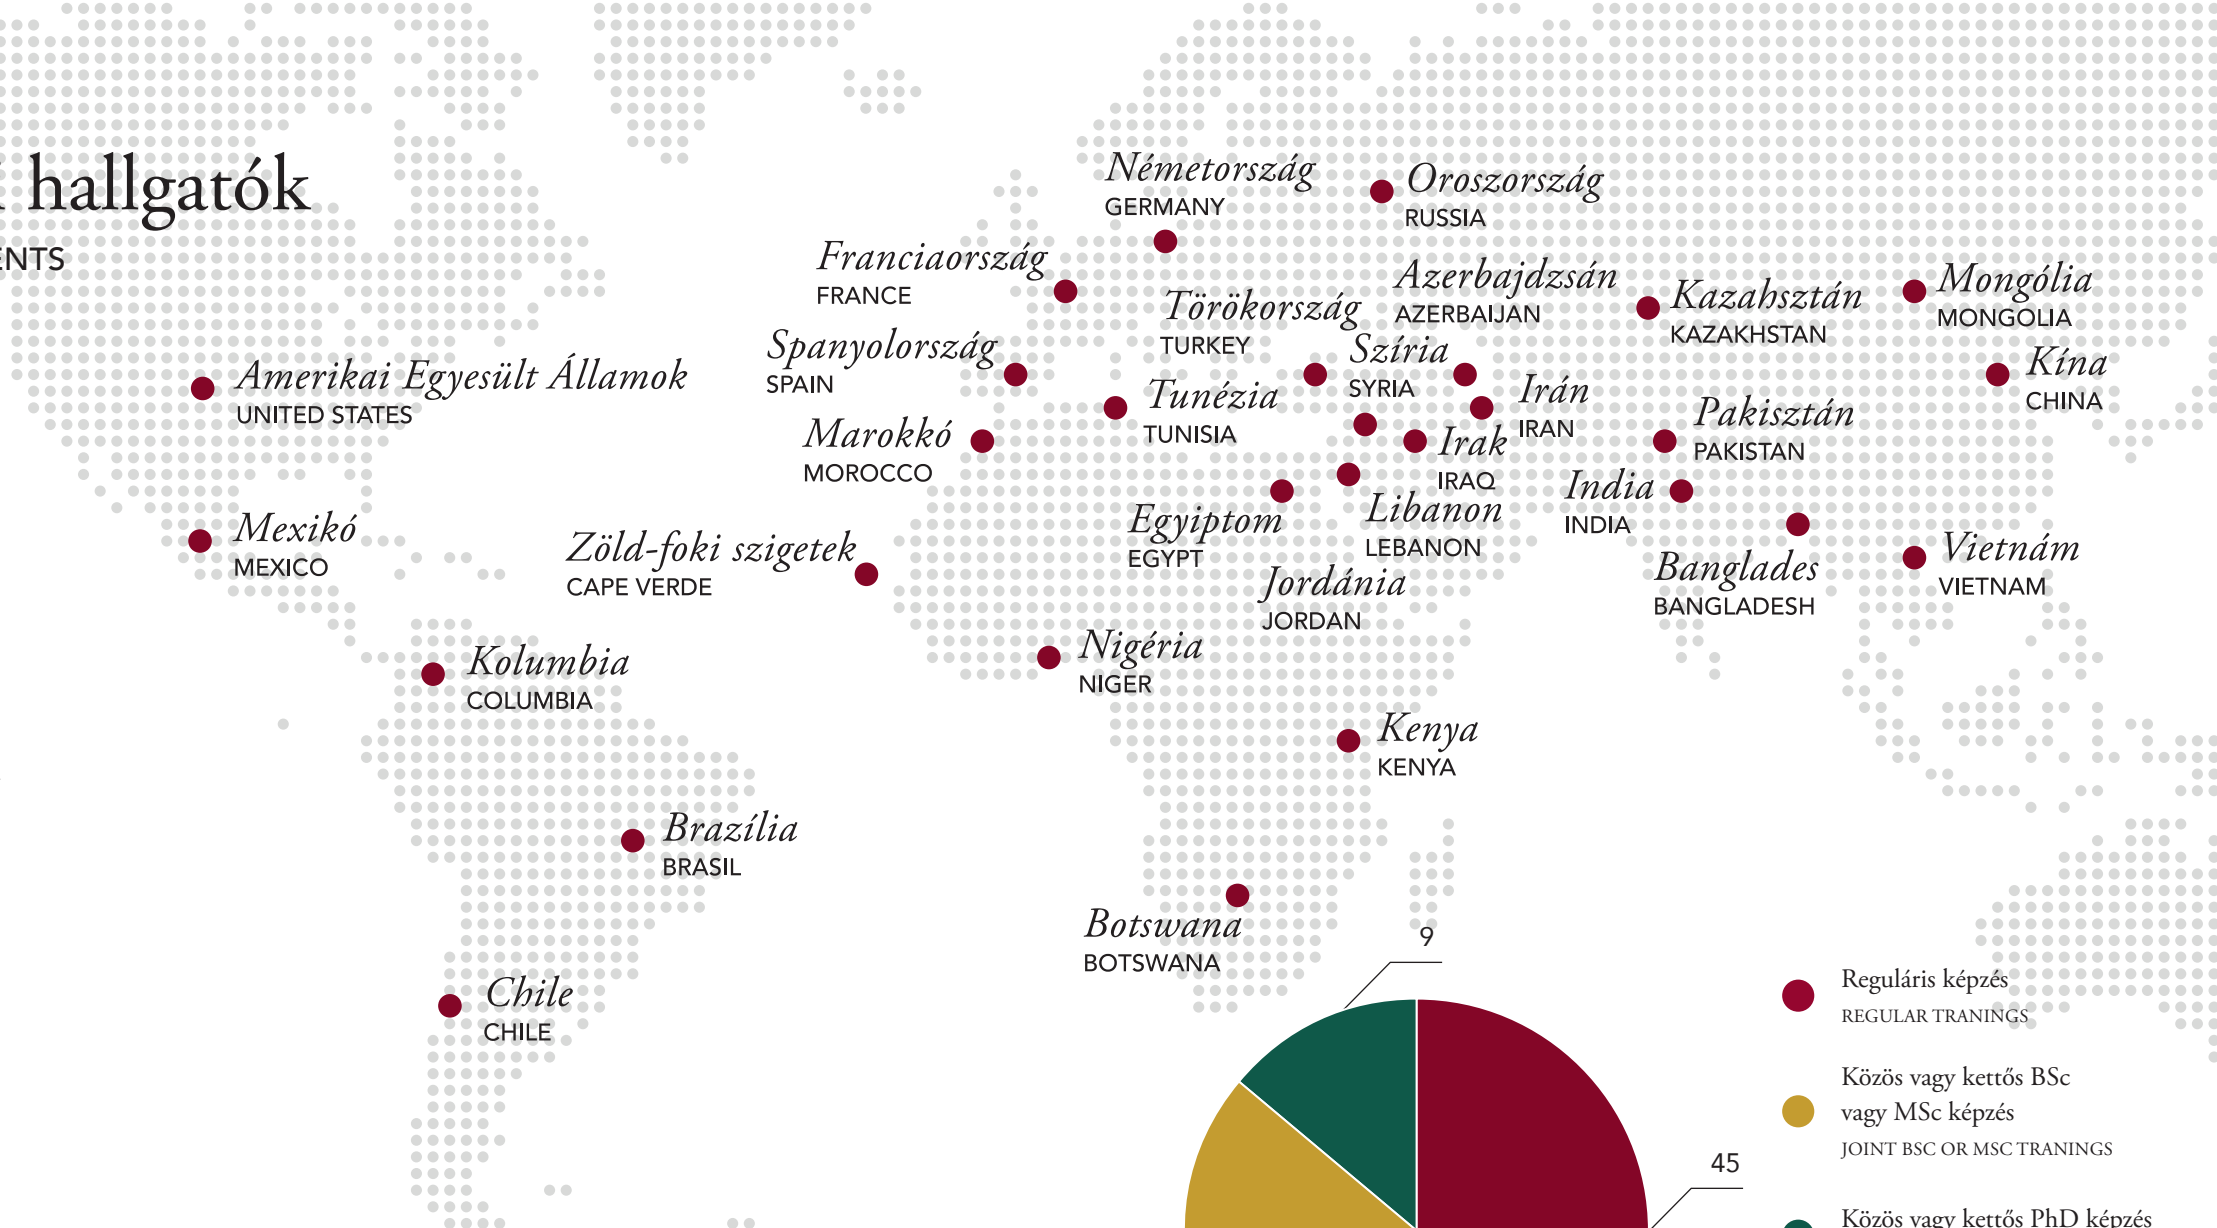 hallgatók
ENTS
Németország
GERMANY
Oroszország
RUSSIA
Franciaország
FRANCE
Azerbajdzsán
AZERBAIJAN
Kazahsztán
KAZAKHSTAN
Mongólia
MONGOLIA
Törökország
TURKEY
Spanyolország
SPAIN
Szíria
SYRIA
Kína
CHINA
Amerikai Egyesült Államok
UNITED STATES
Tunézia
TUNISIA
Irán
IRAN
Pakisztán
PAKISTAN
Marokkó
MOROCCO
Irak
IRAQ
India
INDIA
Mexikó
MEXICO
Zöld-foki szigetek
CAPE VERDE
Egyiptom
EGYPT
Libanon
LEBANON
Banglades
BANGLADESH
Vietnám
VIETNAM
Jordánia
JORDAN
Kolumbia
COLUMBIA
Nigéria
NIGER
Kenya
KENYA
Brazília
BRASIL
Botswana
BOTSWANA
Chile
CHILE
9
45
Reguláris képzés
REGULAR TRANINGS
Közös vagy kettős BSc
vagy MSc képzés
JOINT BSC OR MSC TRANINGS
Közös vagy kettős PhD képzés